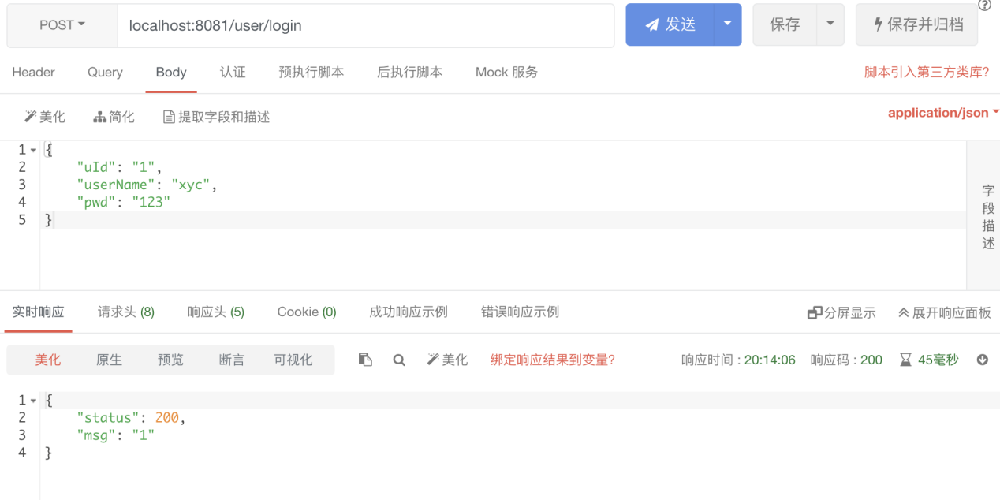 POST localhost:8081/user/login 发送 保存 保存并归档
Header Query Body 认证 预执行脚本 后执行脚本 Mock 服务 脚本引入第三方类库?
美化 简化 提取字段和描述 application/json
1 {
2 "uId": "1",
3 "userName": "xyc",
4 "pwd": "123"
5 }
字段描述
实时响应 请求头 (8) 响应头 (5) Cookie (0) 成功响应示例 错误响应示例 分屏显示 展开响应面板
美化 原生 预览 断言 可视化 美化 绑定响应结果到变量? 响应时间 : 20:14:06 响应码 : 200 45毫秒
1 {
2 "status": 200,
3 "msg": "1"
4 }